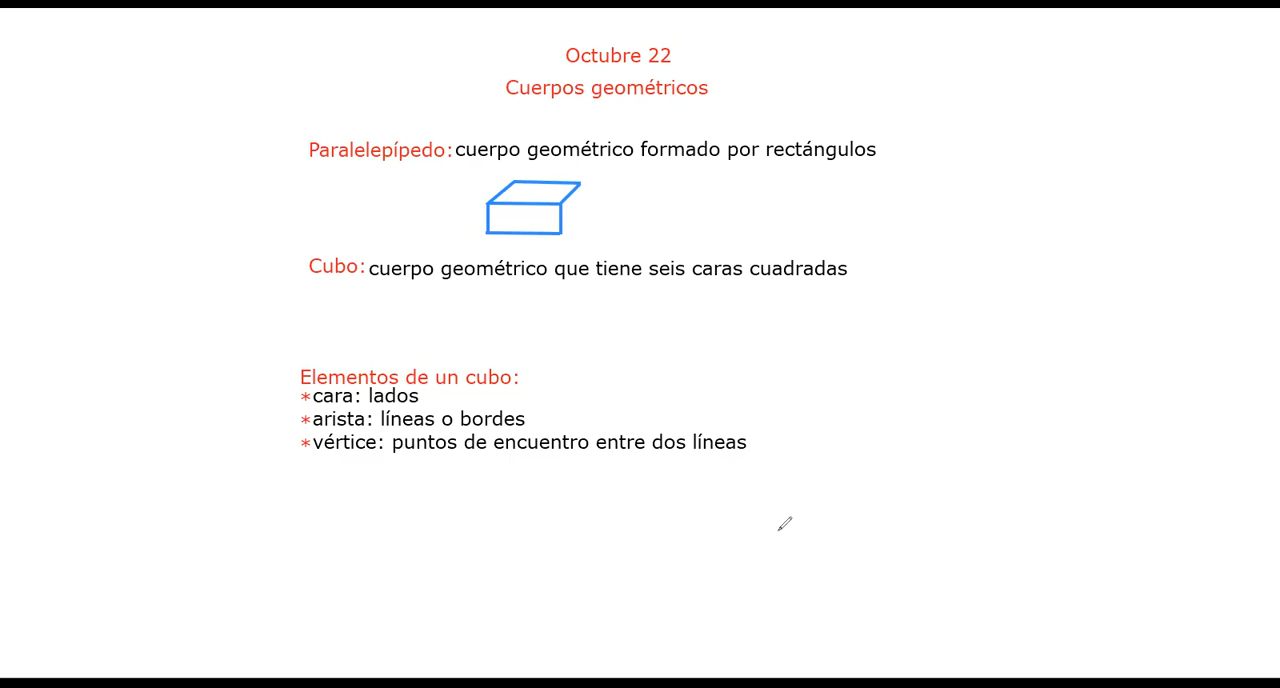 Octubre 22
Cuerpos geométricos
Paralelepípedo: cuerpo geométrico formado por rectángulos
Cubo: cuerpo geométrico que tiene seis caras cuadradas
Elementos de un cubo:
*cara: lados
*arista: líneas o bordes
*vértice: puntos de encuentro entre dos líneas